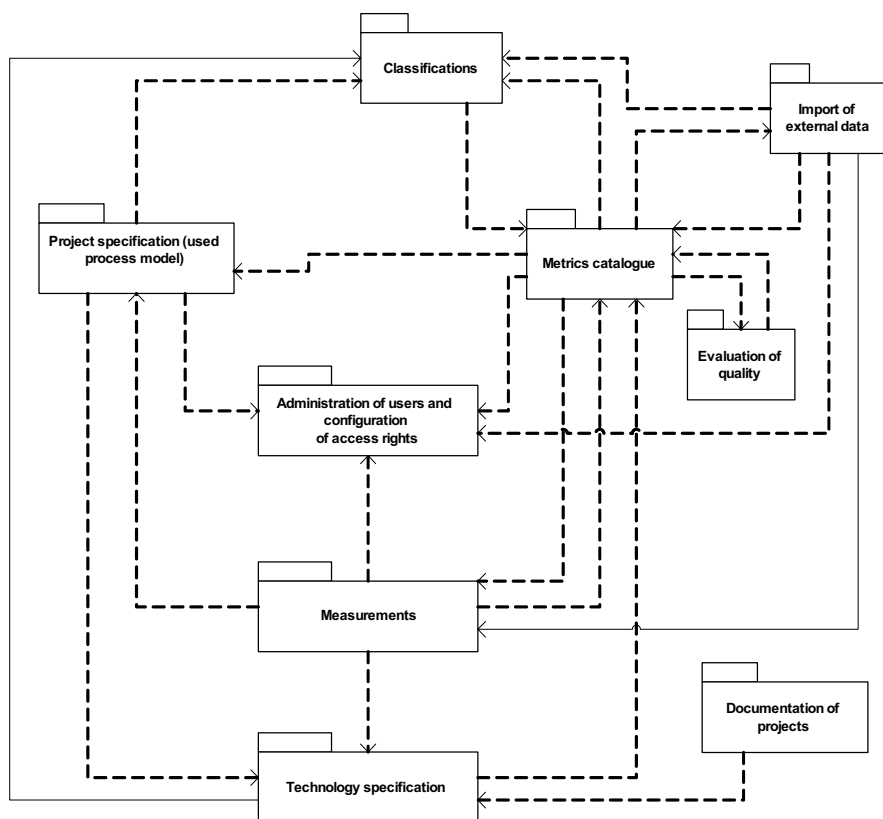 Classifications
Import of
external data
Project specification (used
process model)
Metrics catalogue
Evaluation of
quality
Administration of users and
configuration
of access rights
Measurements
Documentation of
projects
Technology specification